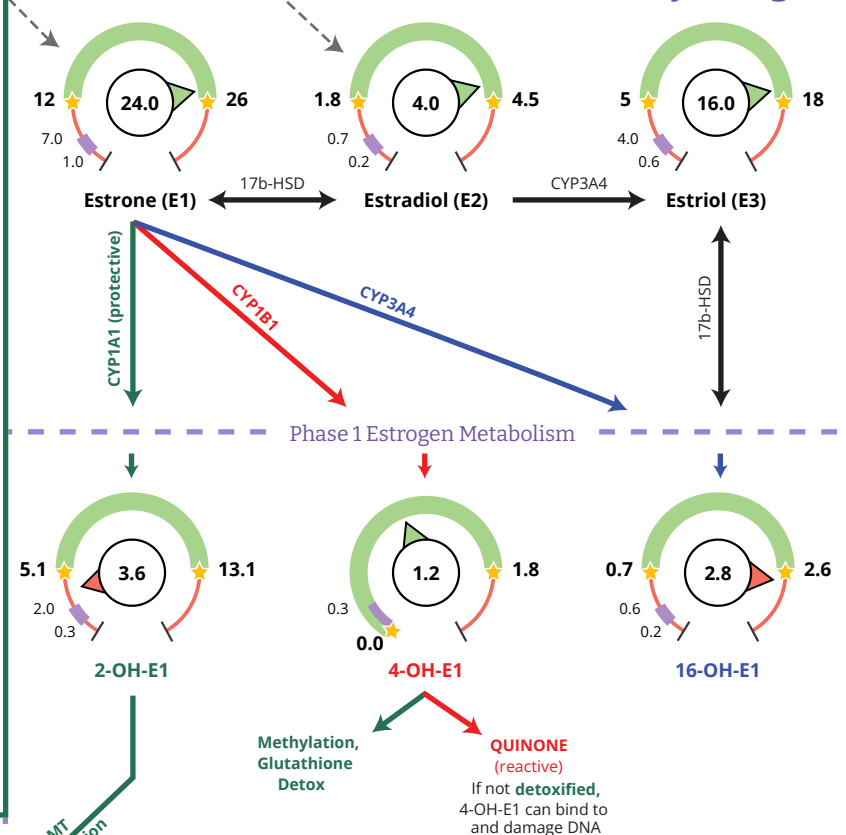 12
24.0
26
7.0
1.0
1.8
4.0
4.5
0.7
0.2
5
16.0
18
4.0
0.6
Estrone (E1)
17b-HSD
Estradiol (E2)
CYP3A4
Estriol (E3)
CYP1A1 (protective)
CYP1B1
CYP3A4
17b-HSD
Phase 1 Estrogen Metabolism
5.1
3.6
13.1
2.0
0.3
1.2
1.8
0.3
0.0
0.7
2.8
2.6
0.6
0.2
2-OH-E1
4-OH-E1
16-OH-E1
Methylation,
Glutathione
Detox
QUINONE
(reactive)
If not detoxified,
4-OH-E1 can bind to
and damage DNA